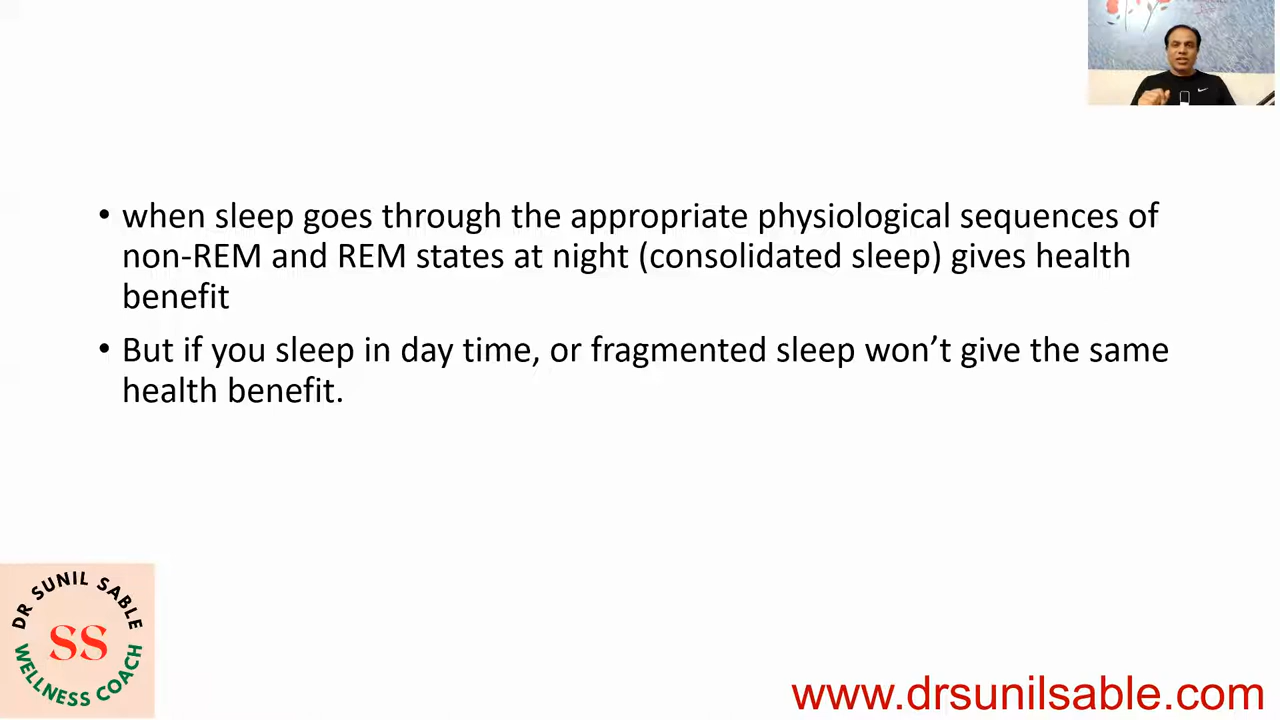 • when sleep goes through the appropriate physiological sequences of
non-REM and REM states at night (consolidated sleep) gives health
benefit
• But if you sleep in day time, or fragmented sleep won’t give the same
health benefit.
DR SUNIL SABLE
SS
WELLNESS COACH
www.drsunilsable.com